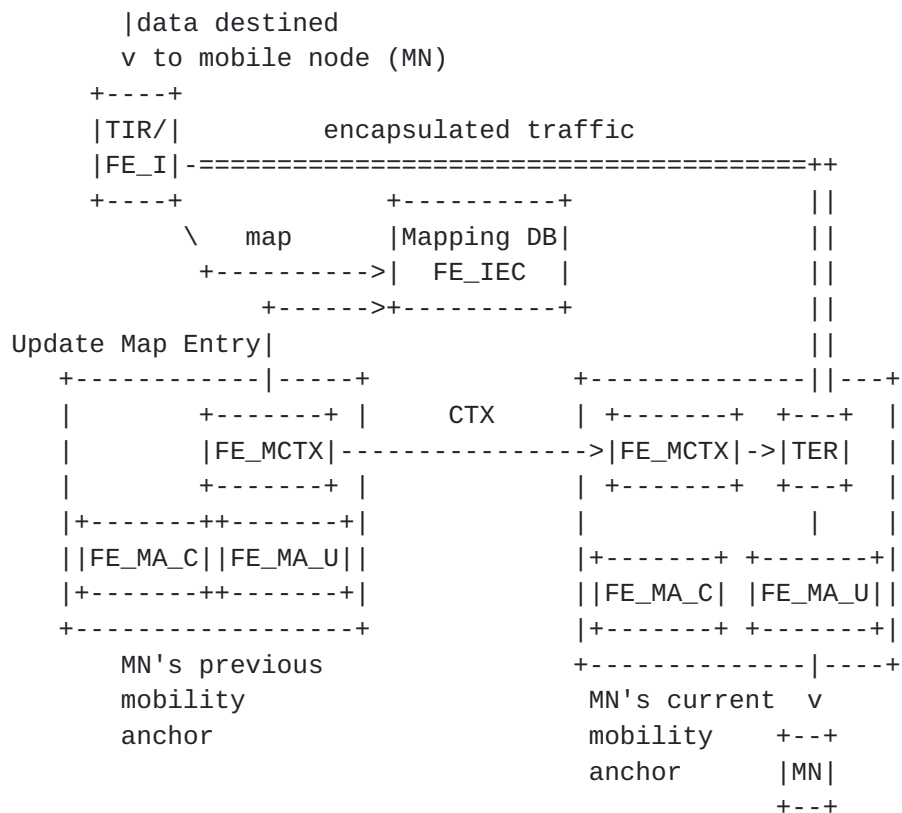 |data destined
v to mobile node (MN)
+----+
|TIR/|         encapsulated traffic
|FE_I|-=======================================++
+----+             +----------+               ||
\   map      |Mapping DB|               ||
+---------->|  FE_IEC  |               ||
+------>+----------+               ||
Update Map Entry|                                  ||
+------------|-----+             +--------------||---+
|        +-------+ |     CTX     | +-------+  +---+  |
|        |FE_MCTX|---------------->|FE_MCTX|->|TER|  |
|        +-------+ |             | +-------+  +---+  |
|+-------++-------+|             |              |    |
||FE_MA_C||FE_MA_U||             |+-------+ +-------+|
|+-------++-------+|             ||FE_MA_C| |FE_MA_U||
+------------------+             |+-------+ +-------+|
MN's previous                +--------------|----+
mobility                      MN's current  v
anchor                        mobility    +--+
anchor      |MN|
+--+